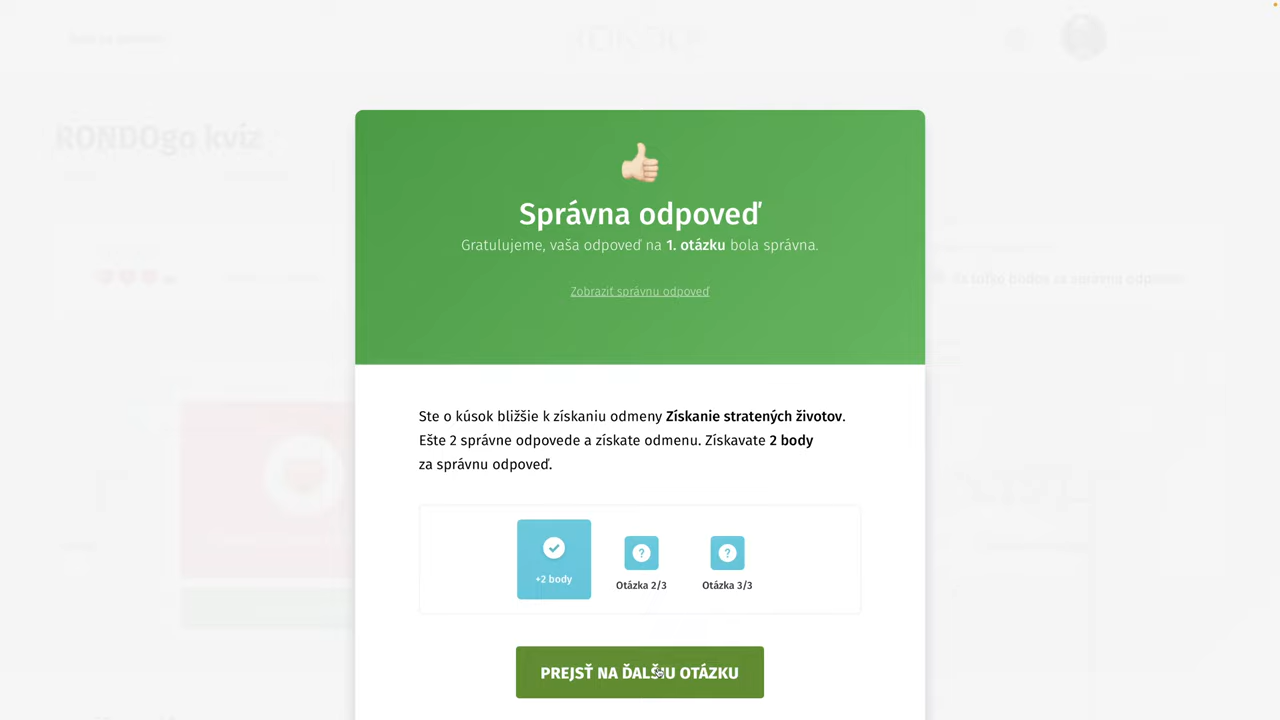 RONDOgo kvíz
Správna odpoveď
Gratulujeme, vaša odpoveď na 1. otázku bola správna.
Zobraziť správnu odpoveď
Ste o kúsok bližšie k získaniu odmeny Získanie stratených životov.
Ešte 2 správne odpovede a získate odmenu. Získavate 2 body
za správnu odpoveď.
+2 body
Otázka 2/3
Otázka 3/3
PREJSŤ NA ĎALŠIU OTÁZKU